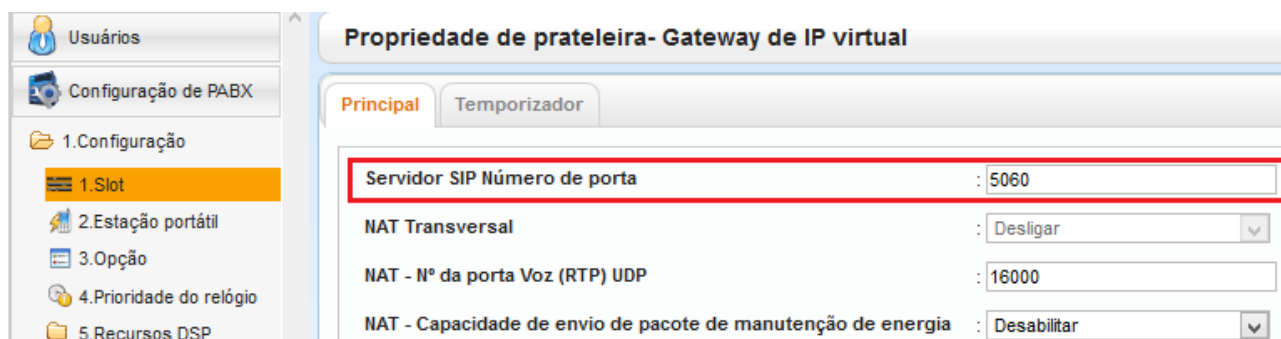 Usuários
Configuração de PABX
1.Configuração
1.Slot
2.Estação portátil
3.Opção
4.Prioridade do relógio
5.Recursos DSP
Propriedade de prateleira- Gateway de IP virtual
Principal Temporizador
Servidor SIP Número de porta : 5060
NAT Transversal : Desligar
NAT - Nº da porta Voz (RTP) UDP : 16000
NAT - Capacidade de envio de pacote de manutenção de energia : Desabilitar